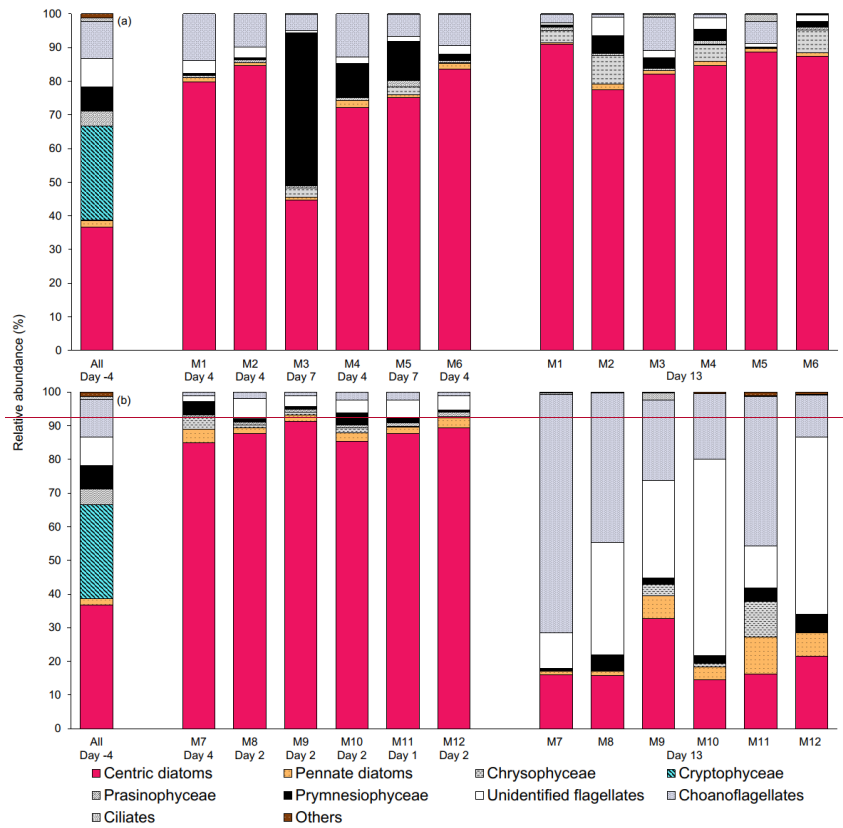 Relative abundance (%)
(a)
100
90
80
70
60
50
40
30
20
10
0
All M1 M2 M3 M4 M5 M6 M1 M2 M3 M4 M5 M6
Day -4 Day 4 Day 4 Day 7 Day 4 Day 7 Day 4 Day 13
(b)
100
90
80
70
60
50
40
30
20
10
0
All M7 M8 M9 M10 M11 M12 M7 M8 M9 M10 M11 M12
Day -4 Day 4 Day 2 Day 2 Day 2 Day 1 Day 2 Day 13
Centric diatoms Pennate diatoms Chrysophyceae Cryptophyceae
Prasinophyceae Prymnesiophyceae Unidentified flagellates Choanoflagellates
Ciliates Others